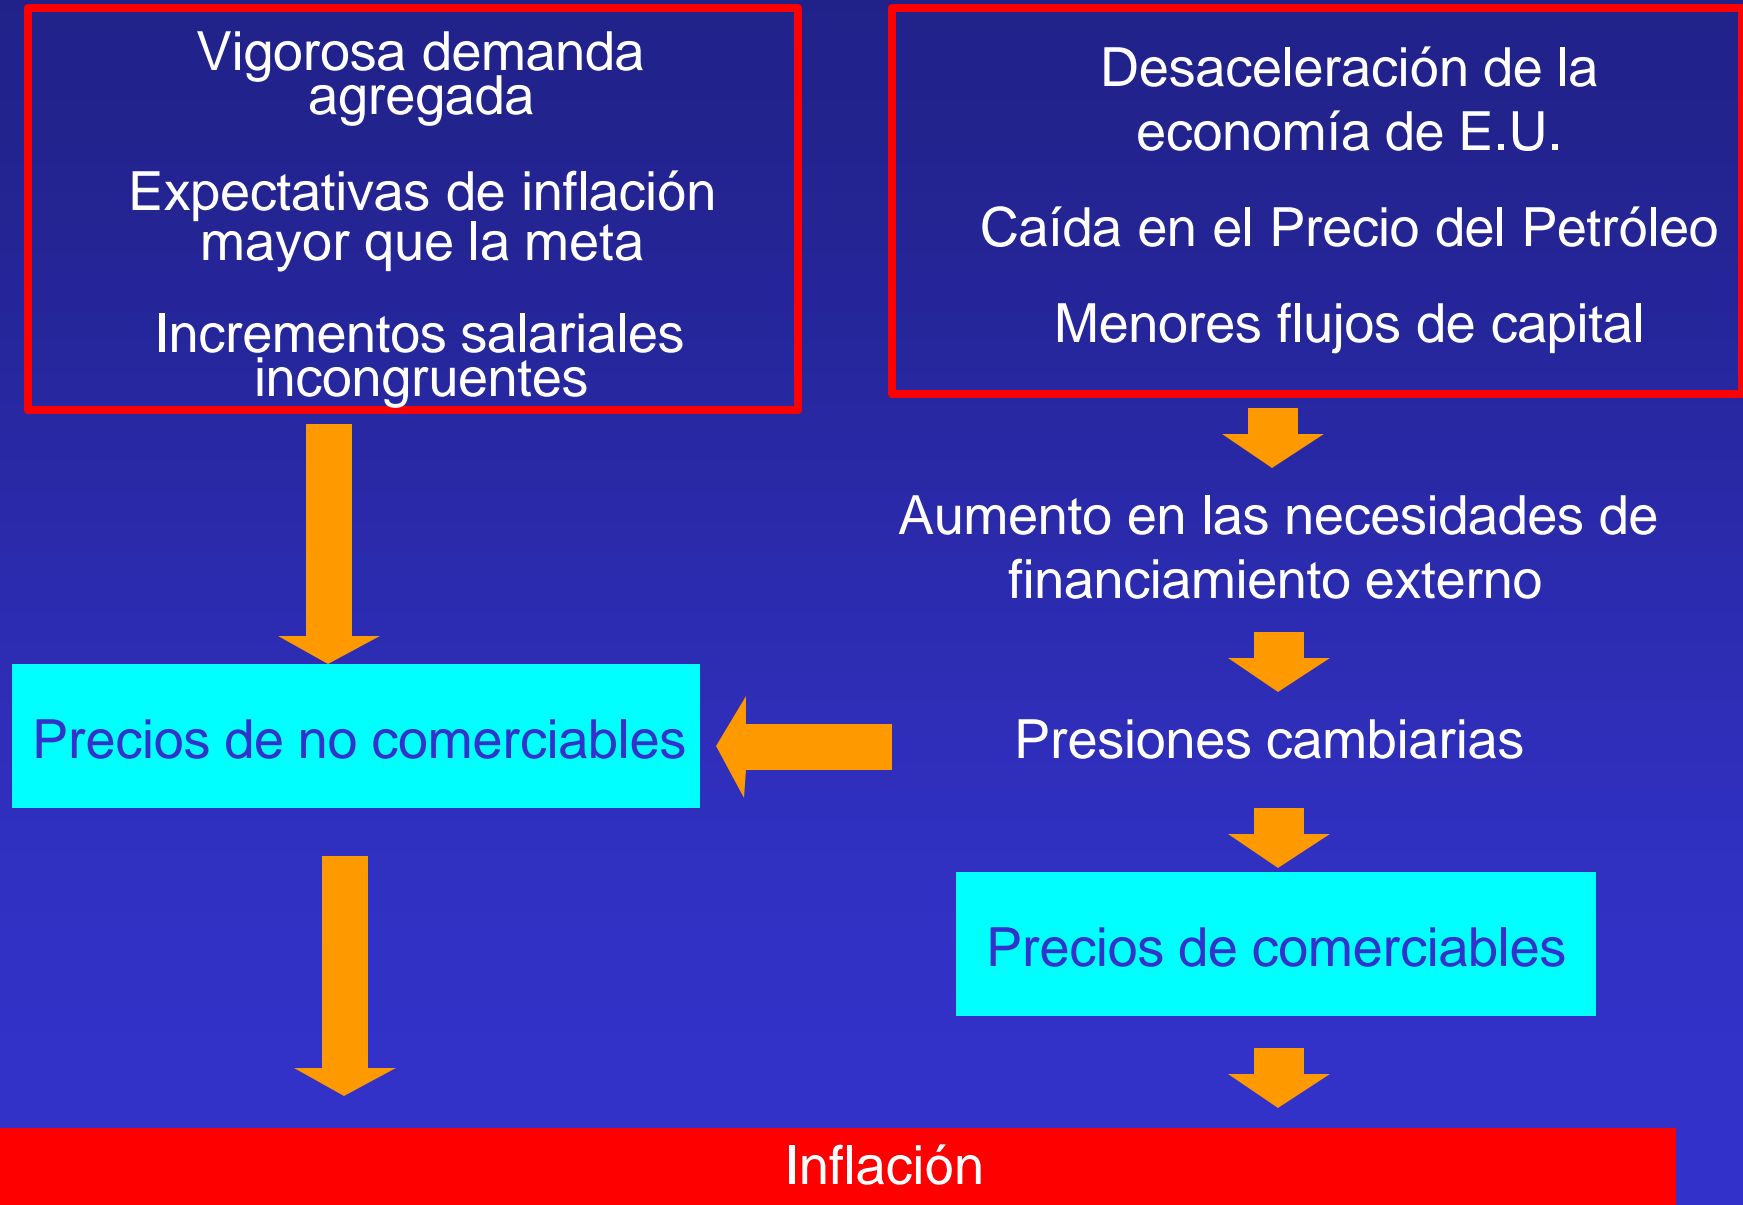 Vigorosa demanda
agregada
Expectativas de inflación
mayor que la meta
Incrementos salariales
incongruentes
Desaceleración de la
economía de E.U.
Caída en el Precio del Petróleo
Menores flujos de capital
Aumento en las necesidades de
financiamiento externo
Precios de no comerciables
Presiones cambiarias
Precios de comerciables
Inflación